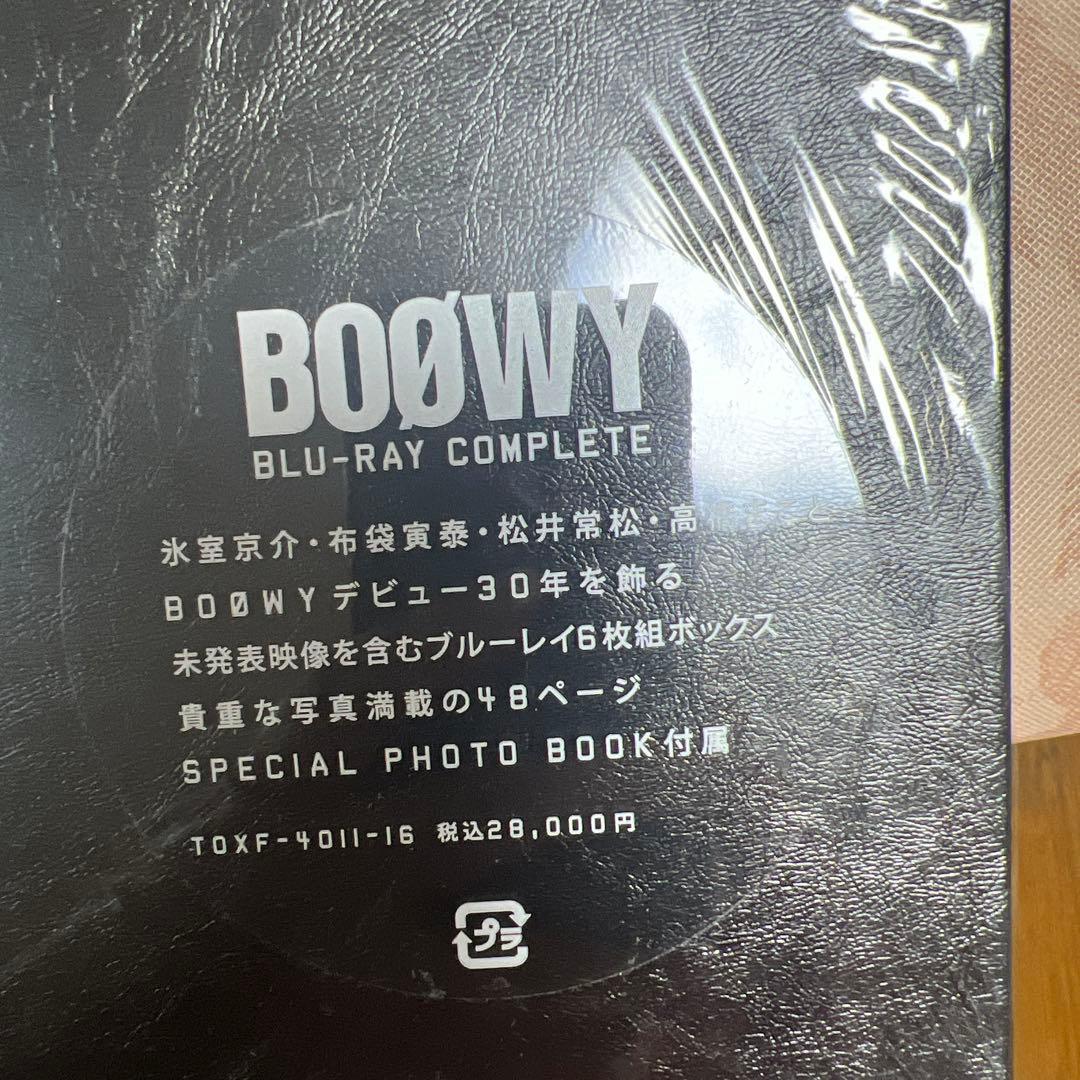 BOØWY
BLU-RAY COMPLETE
氷室京介・布袋寅泰・松井常松・高橋まこと
BOØWYデビュー30年を飾る
未発表映像を含むブルーレイ6枚組ボックス
貴重な写真満載の48ページ
SPECIAL PHOTO BOOK付属
TOXF-4011-16 税込28,000円
プラ